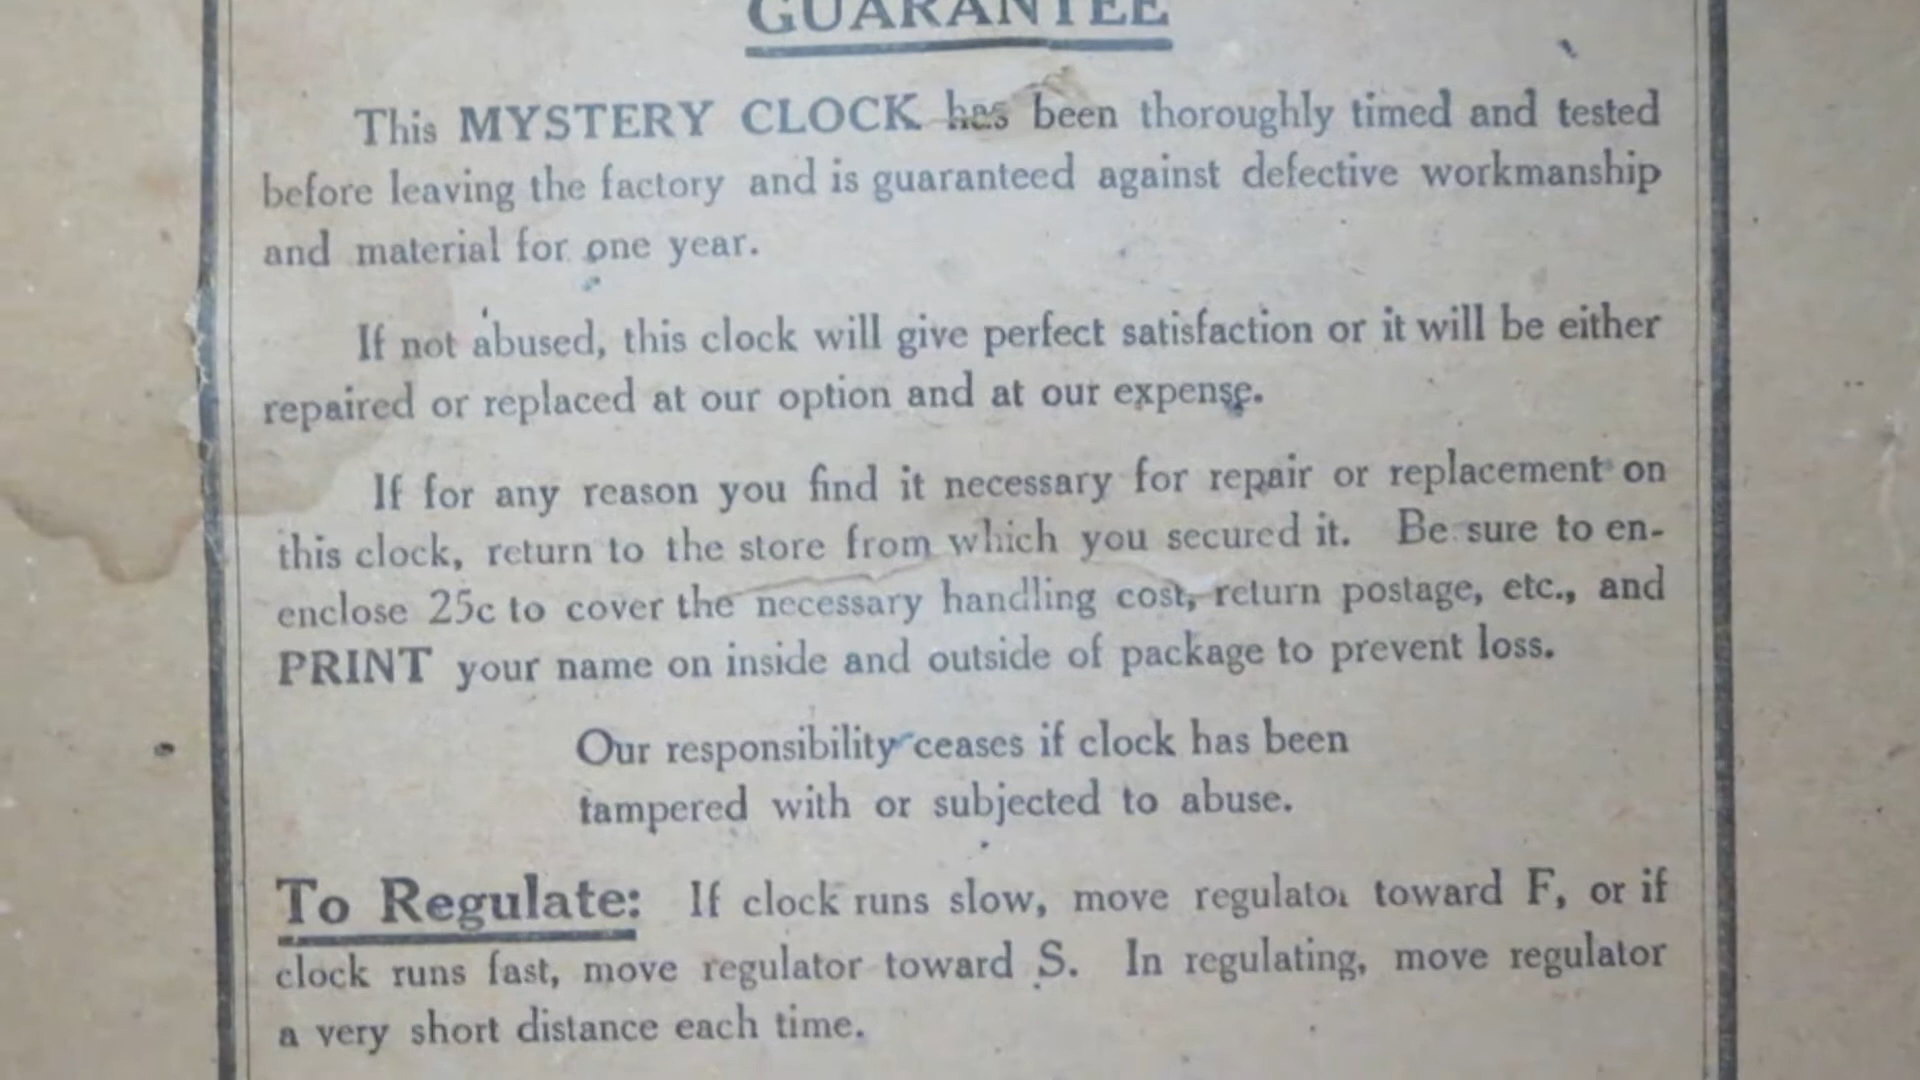 GUARANTEE
This MYSTERY CLOCK has been thoroughly timed and tested
before leaving the factory and is guaranteed against defective workmanship
and material for one year.
If not abused, this clock will give perfect satisfaction or it will be either
repaired or replaced at our option and at our expense.
If for any reason you find it necessary for repair or replacement on
this clock, return to the store from which you secured it. Be sure to en-
enclose 25c to cover the necessary handling cost, return postage, etc., and
PRINT your name on inside and outside of package to prevent loss.
Our responsibility ceases if clock has been
tampered with or subjected to abuse.
To Regulate: If clock runs slow, move regulator toward F, or if
clock runs fast, move regulator toward S. In regulating, move regulator
a very short distance each time.